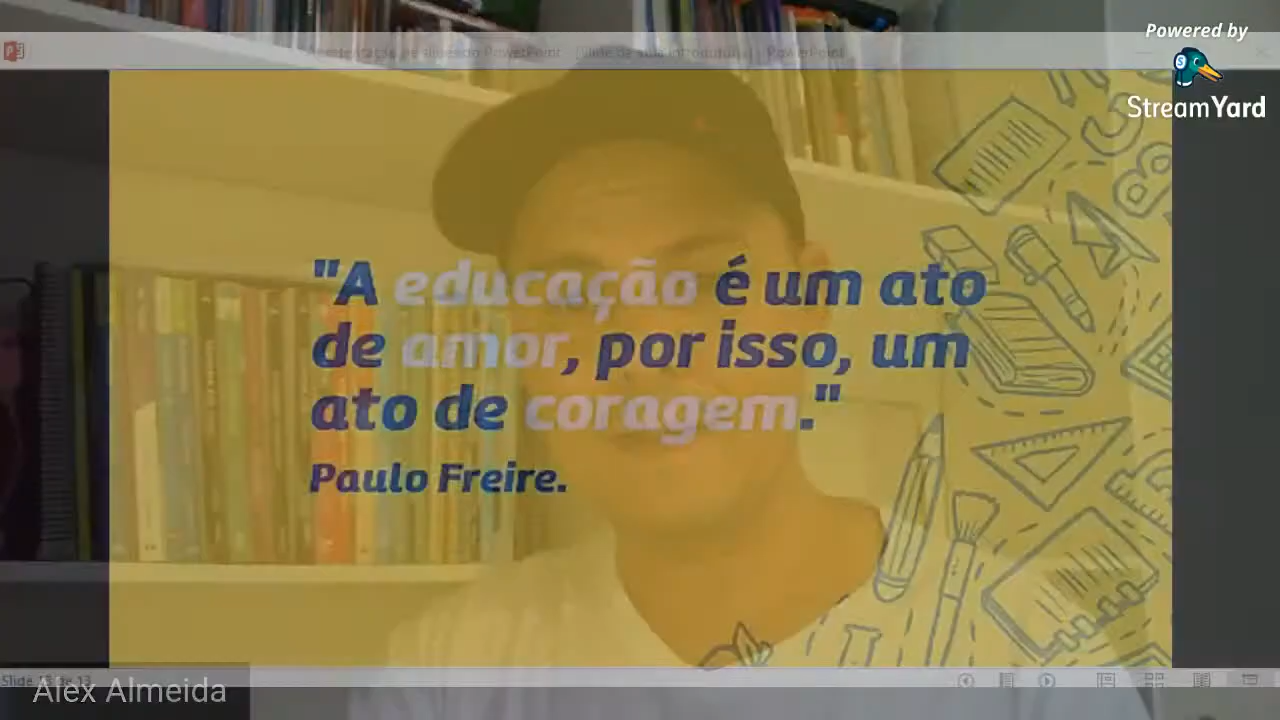 Powered by
StreamYard
"A educação é um ato
de amor, por isso, um
ato de coragem."
Paulo Freire.
Alex Almeida